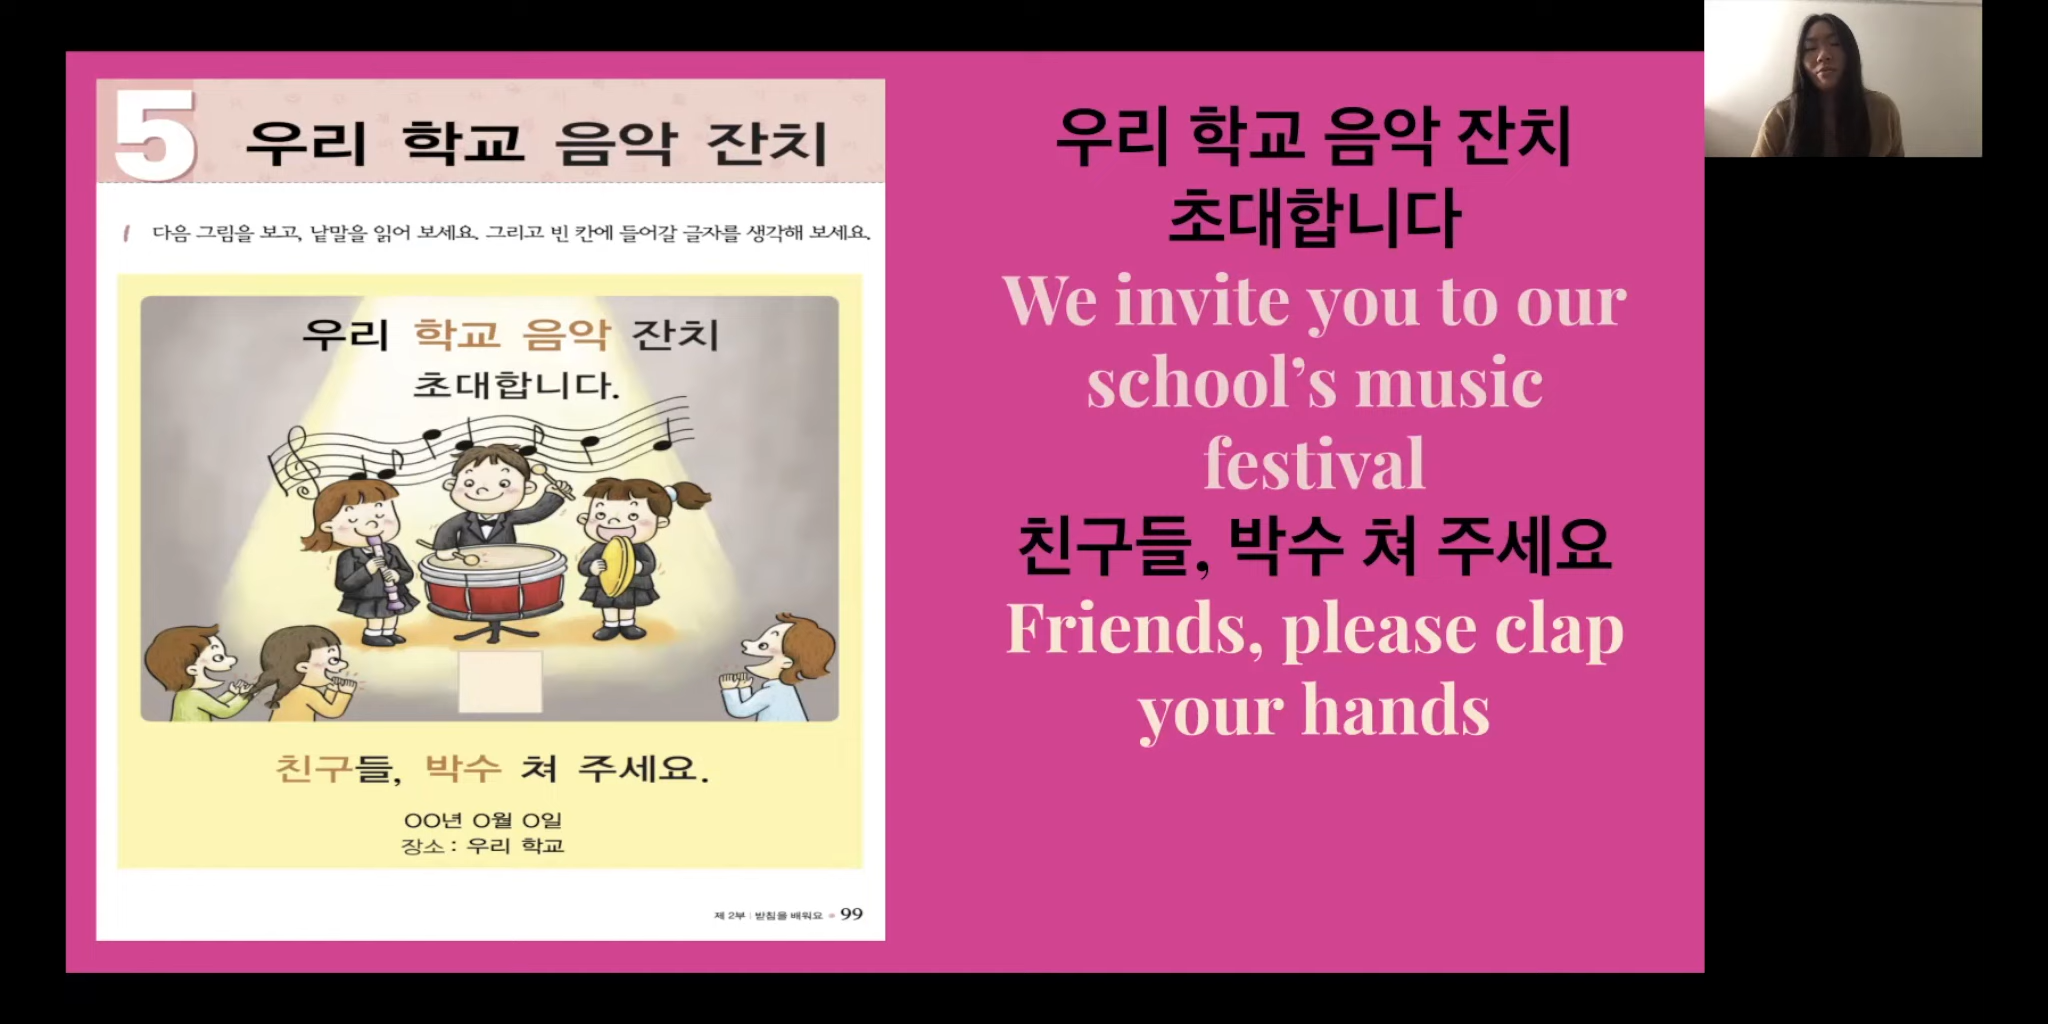 5 우리 학교 음악 잔치
1 다음 그림을 보고, 낱말을 읽어 보세요. 그리고 빈 칸에 들어갈 글자를 생각해 보세요.
우리 학교 음악 잔치
초대합니다.
친구들, 박수 쳐 주세요.
OO년 O월 O일
장소 : 우리 학교
제 2부 | 받침을 배워요 99
우리 학교 음악 잔치
초대합니다
We invite you to our
school’s music
festival
친구들, 박수 쳐 주세요
Friends, please clap
your hands